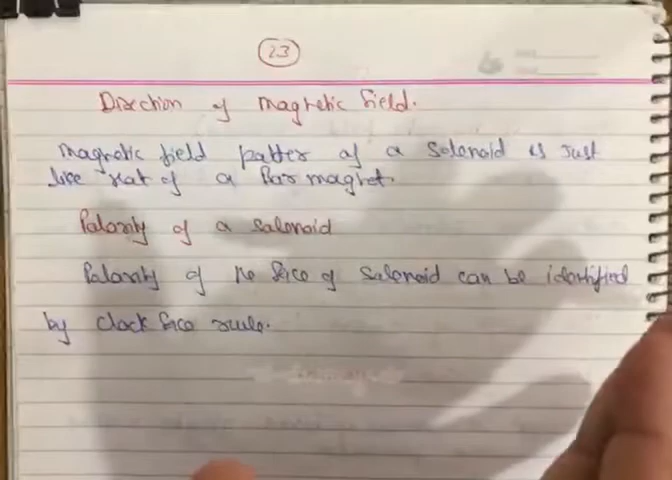 23
Direction of magnetic field.
Magnetic field patter of a solenoid is just
like that of a bar magnet.
Polarity of a solenoid
Polarity of the face of solenoid can be identified
by clock face rule.